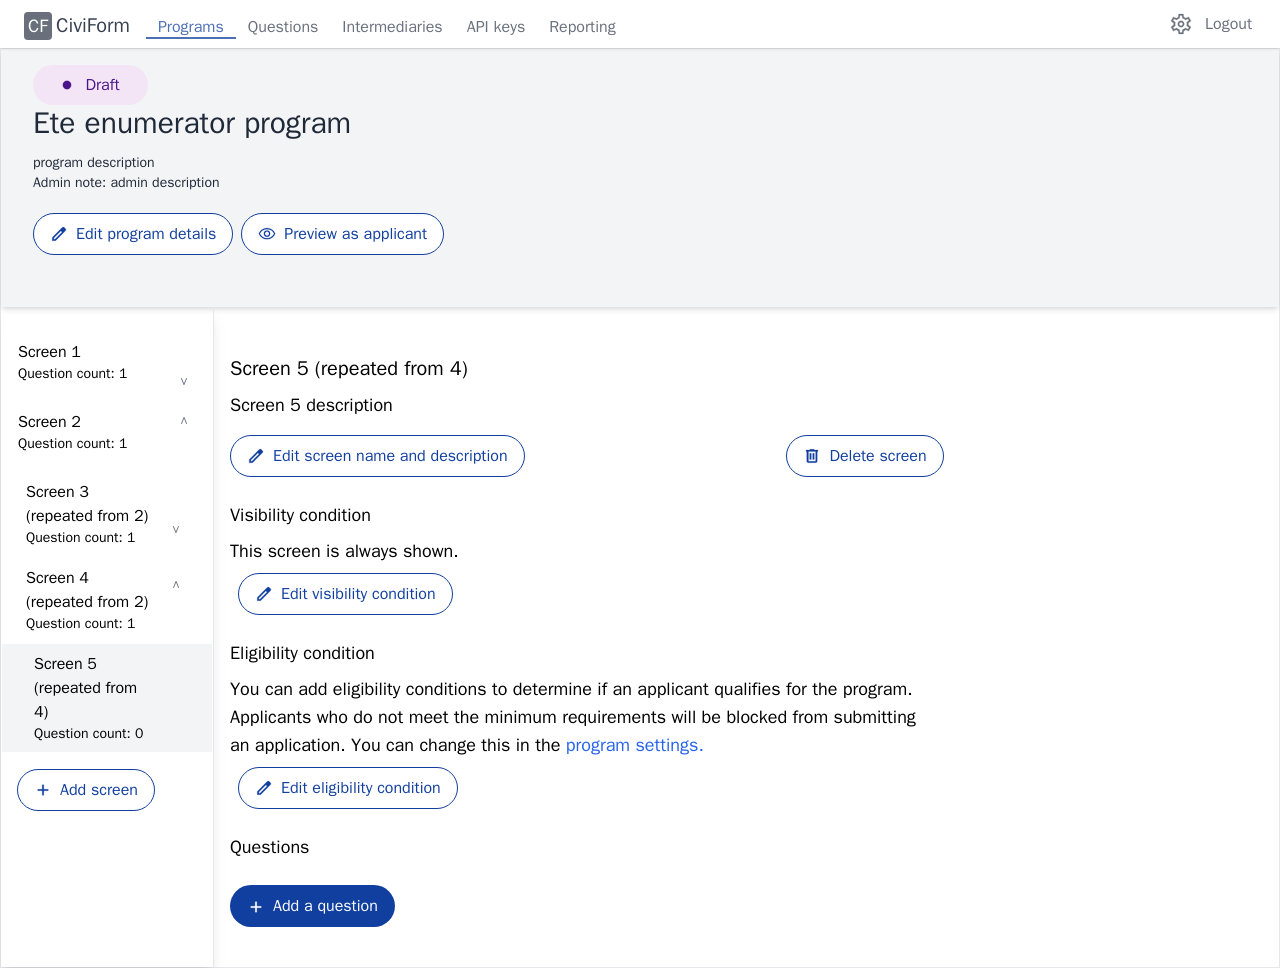 CF CiviForm Programs Questions Intermediaries API keys Reporting Logout
Draft
Ete enumerator program
program description
Admin note: admin description
Edit program details Preview as applicant
Screen 1
Question count: 1
v
Screen 2
^
Question count: 1
Screen 3
(repeated from 2)
v
Question count: 1
Screen 4
^
(repeated from 2)
Question count: 1
Screen 5
(repeated from
4)
Question count: 0
+ Add screen
Screen 5 (repeated from 4)
Screen 5 description
Edit screen name and description Delete screen
Visibility condition
This screen is always shown.
Edit visibility condition
Eligibility condition
You can add eligibility conditions to determine if an applicant qualifies for the program.
Applicants who do not meet the minimum requirements will be blocked from submitting
an application. You can change this in the program settings.
Edit eligibility condition
Questions
+ Add a question